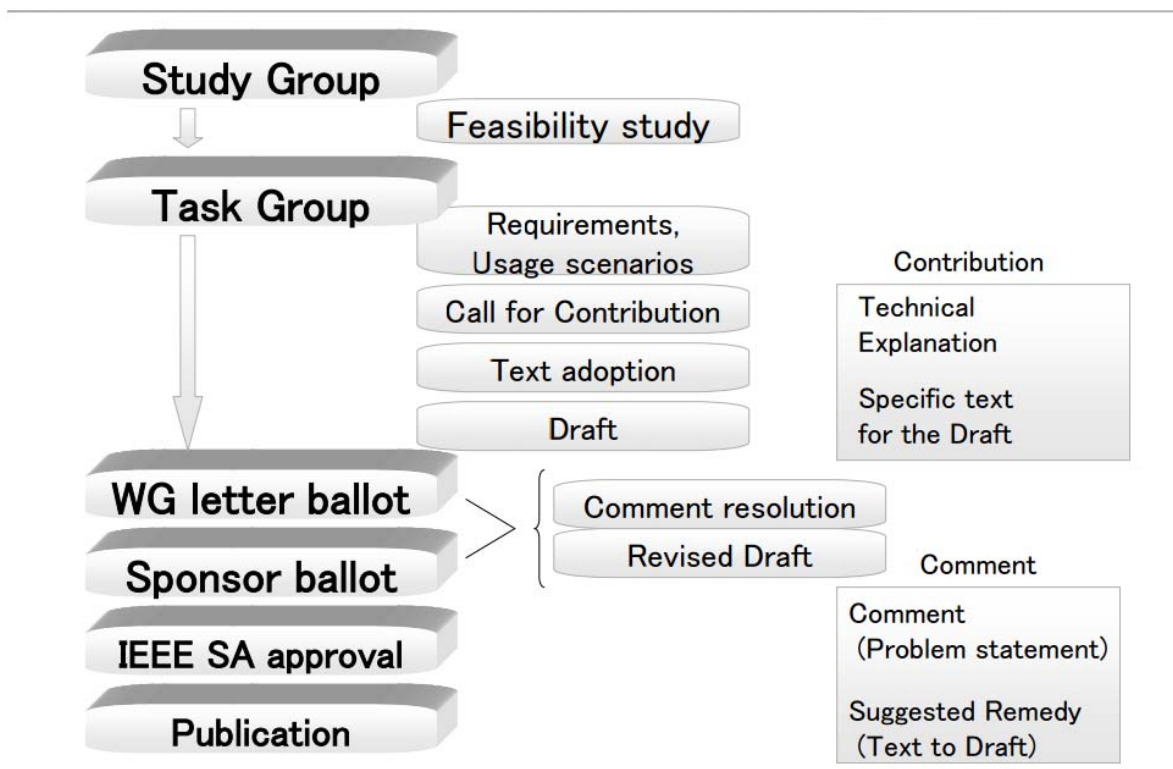 Study Group
Feasibility study
Task Group
Requirements,
Usage scenarios
Call for Contribution
Text adoption
Draft
Contribution
Technical
Explanation
Specific text
for the Draft
WG letter ballot
Sponsor ballot
Comment resolution
Revised Draft
IEEE SA approval
Publication
Comment
Comment
(Problem statement)
Suggested Remedy
(Text to Draft)